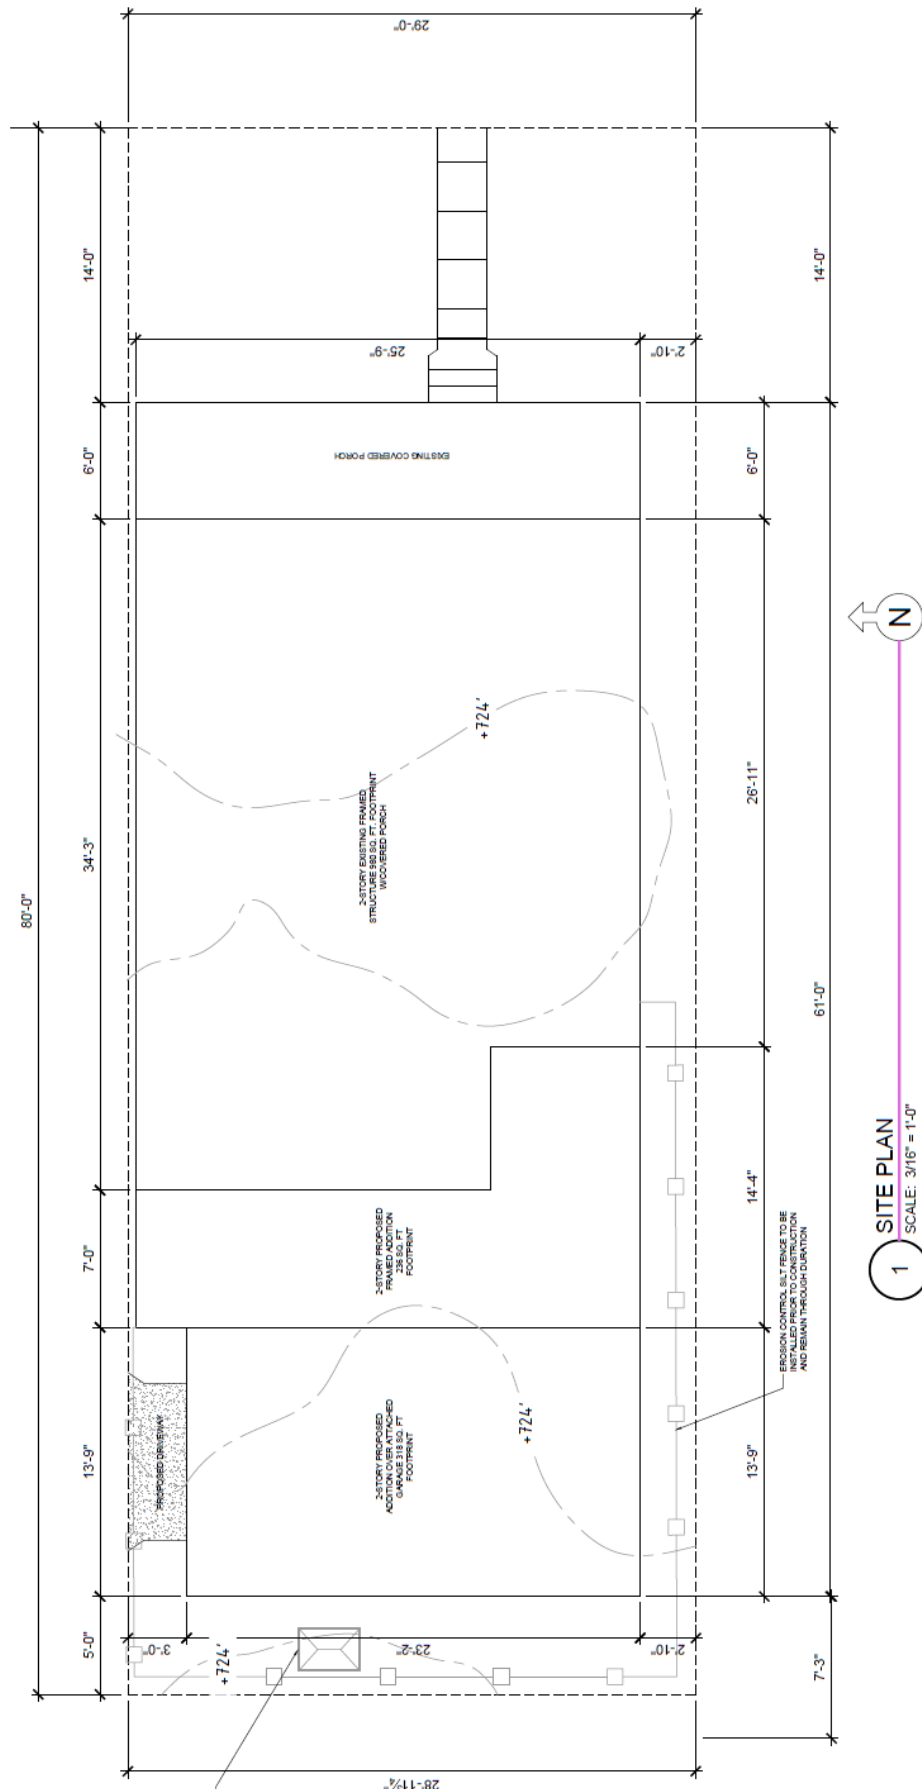 29'-0"
80'-0"
14'-0"
6'-0"
34'-3"
7'-0"
13'-9"
5'-0"
25'-9"
2'-10"
14'-0"
EXISTING COVERED PORCH
6'-0"
+724'
2-STORY EXISTING FRAMED
STRUCTURE 980 SQ. FT. FOOTPRINT
W/COVERED PORCH
26'-11"
61'-0"
14'-4"
2-STORY PROPOSED
FRAMED ADDITION
236 SQ. FT
FOOTPRINT
PROPOSED DRIVEWAY
2-STORY PROPOSED
ADDITION OVER ATTACHED
GARAGE 318 SQ. FT
FOOTPRINT
+724'
13'-9"
EROSION CONTROL SILT FENCE TO BE
INSTALLED PRIOR TO CONSTRUCTION
AND REMAIN THROUGH DURATION
3'-0"
+724'
23'-2"
2'-10"
7'-3"
28'-11¼"
N
1
SITE PLAN
SCALE: 3/16" = 1'-0"